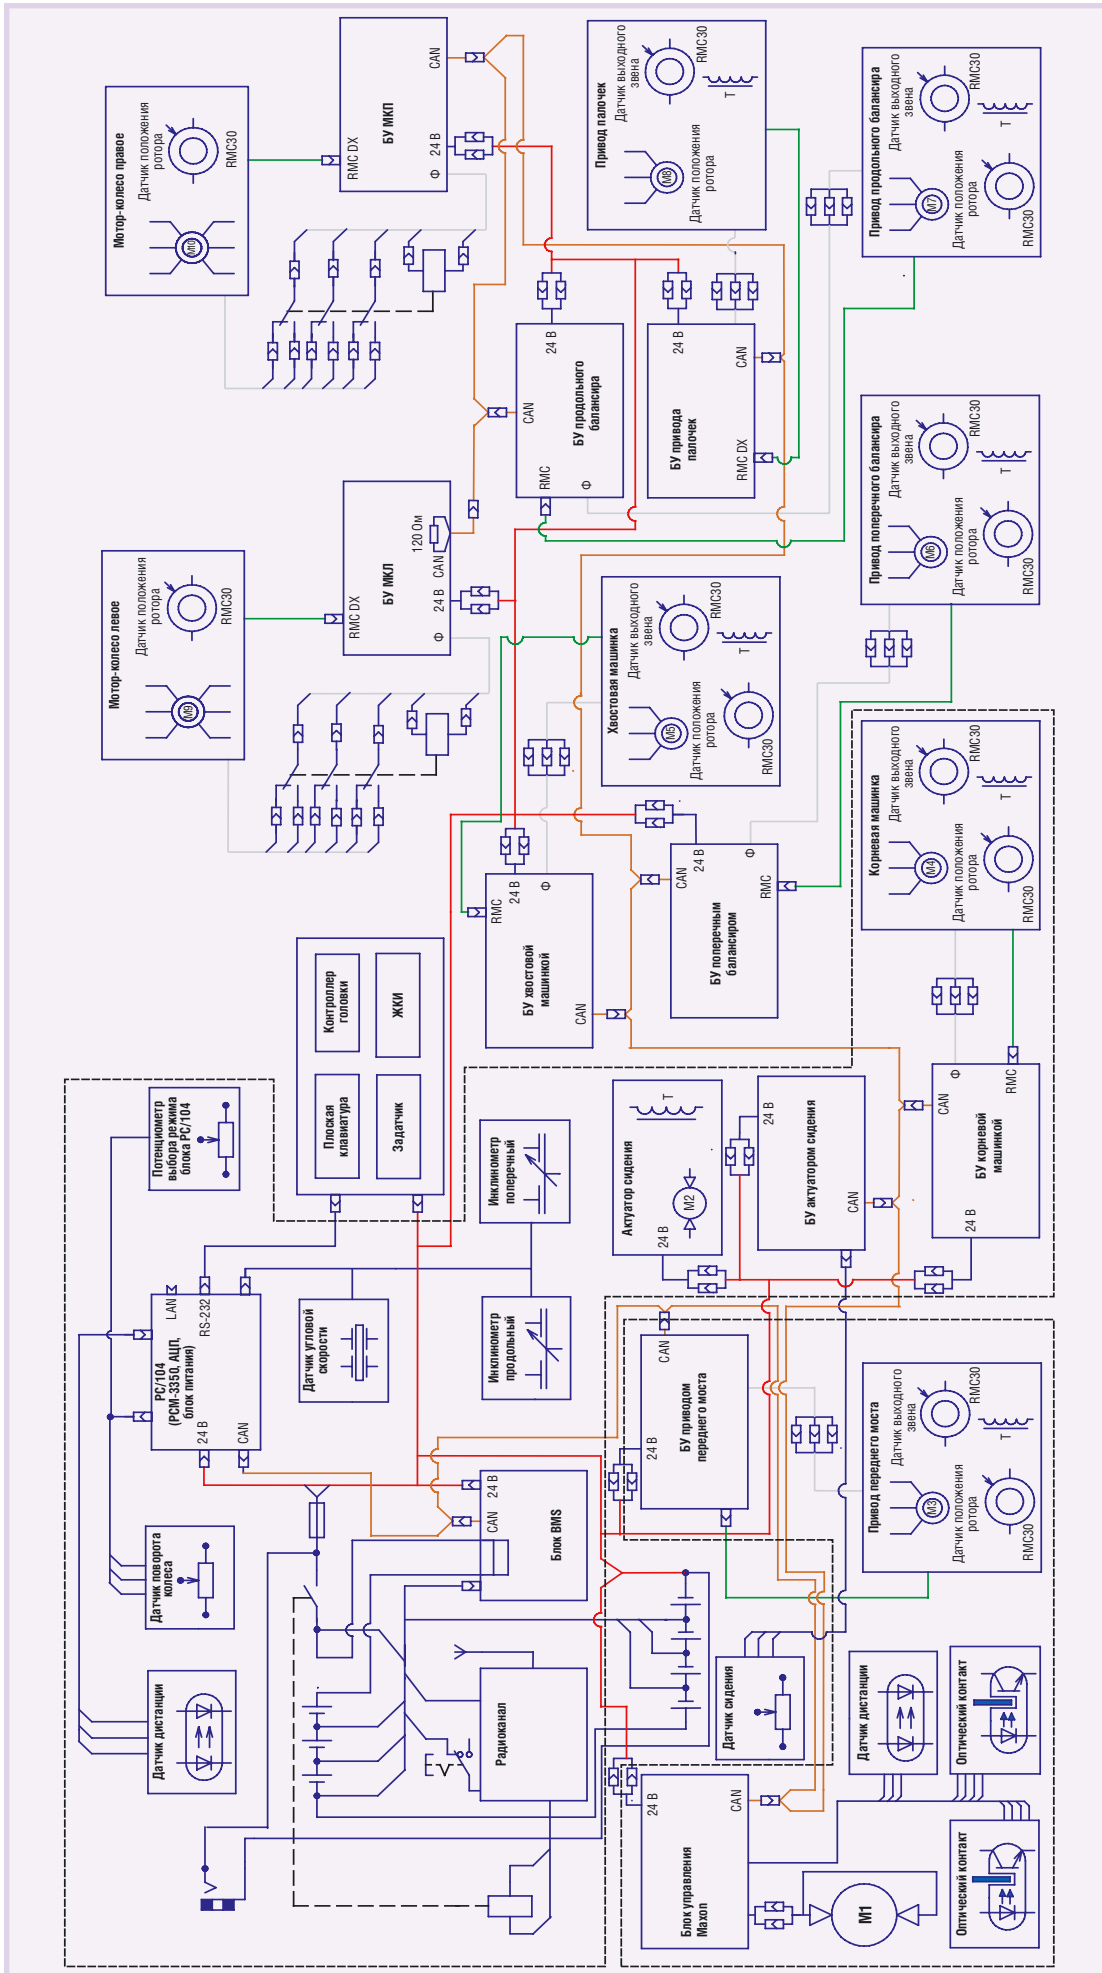 Мотор-колесо правое
Датчик положения
ротора
M10
RMC30
RMC DX
БУ МКП
CAN
24 В
Ф
Привод палочек
Датчик выходного
звена
RMC30
T
M8
Датчик положения
ротора
Привод продольного балансира
Датчик выходного
звена
RMC30
T
M7
Датчик положения
ротора
RMC30
24 В
CAN
БУ продольного
балансира
RMC
Ф
24 В
CAN
БУ привода
палочек
RMC DX
Мотор-колесо левое
Датчик положения
ротора
M9
RMC30
RMC DX
БУ МКЛ
120 Ом
CAN
24 В
Ф
Привод поперечного балансира
Датчик выходного
звена
RMC30
T
M6
Датчик положения
ротора
RMC30
Хвостовая машинка
Датчик выходного
звена
RMC30
T
M5
Датчик положения
ротора
RMC30
Корневая машинка
Датчик выходного
звена
RMC30
T
M4
Датчик положения
ротора
RMC30
RMC
24 В
Ф
БУ хвостовой
машинкой
CAN
CAN
24 В
Ф
RMC
БУ поперечным
балансиром
Контроллер
головки
ЖКИ
Плоская
клавиатура
Задатчик
Потенциометр
выбора режима
блока PC/104
Инклинометр
поперечный
Инклинометр
продольный
Актуатор сидения
T
M2
24 В
24 В
БУ актуатором сидения
CAN
Ф
RMC
CAN
БУ корневой
машинкой
24 В
LAN
RS-232
PC/104
(PCM-3350, АЦП,
блок питания)
24 В
CAN
Датчик угловой
скорости
CAN
БУ приводом
переднего моста
24 В
Привод переднего моста
Датчик выходного
звена
RMC30
T
M3
Датчик положения
ротора
RMC30
24 В
CAN
Блок BMS
Датчик поворота
колеса
Датчик дистанции
Радиоканал
Датчик сидения
Датчик дистанции
Оптический контакт
Оптический контакт
24 В
CAN
Блок управления
Maxon
M1